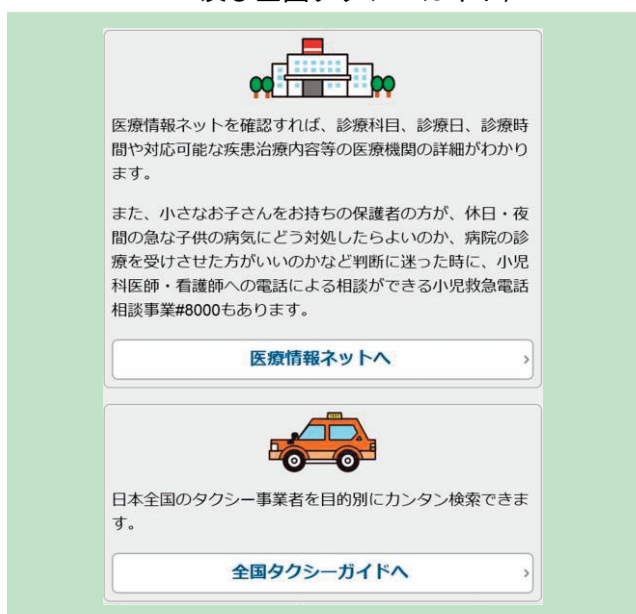 医療情報ネットを確認すれば、診療科目、診療日、診療時
間や対応可能な疾患治療内容等の医療機関の詳細がわかり
ます。
また、小さなお子さんをお持ちの保護者の方が、休日・夜
間の急な子供の病気にどう対処したらよいのか、病院の診
療を受けさせた方がいいのかなど判断に迷った時に、小児
科医師・看護師への電話による相談ができる小児救急電話
相談事業#8000もあります。
医療情報ネットへ
日本全国のタクシー事業者を目的別にカンタン検索できま
す。
全国タクシーガイドへ